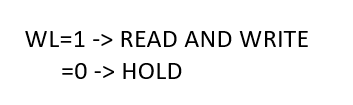 WL=1 -> READ AND WRITE
=0 -> HOLD